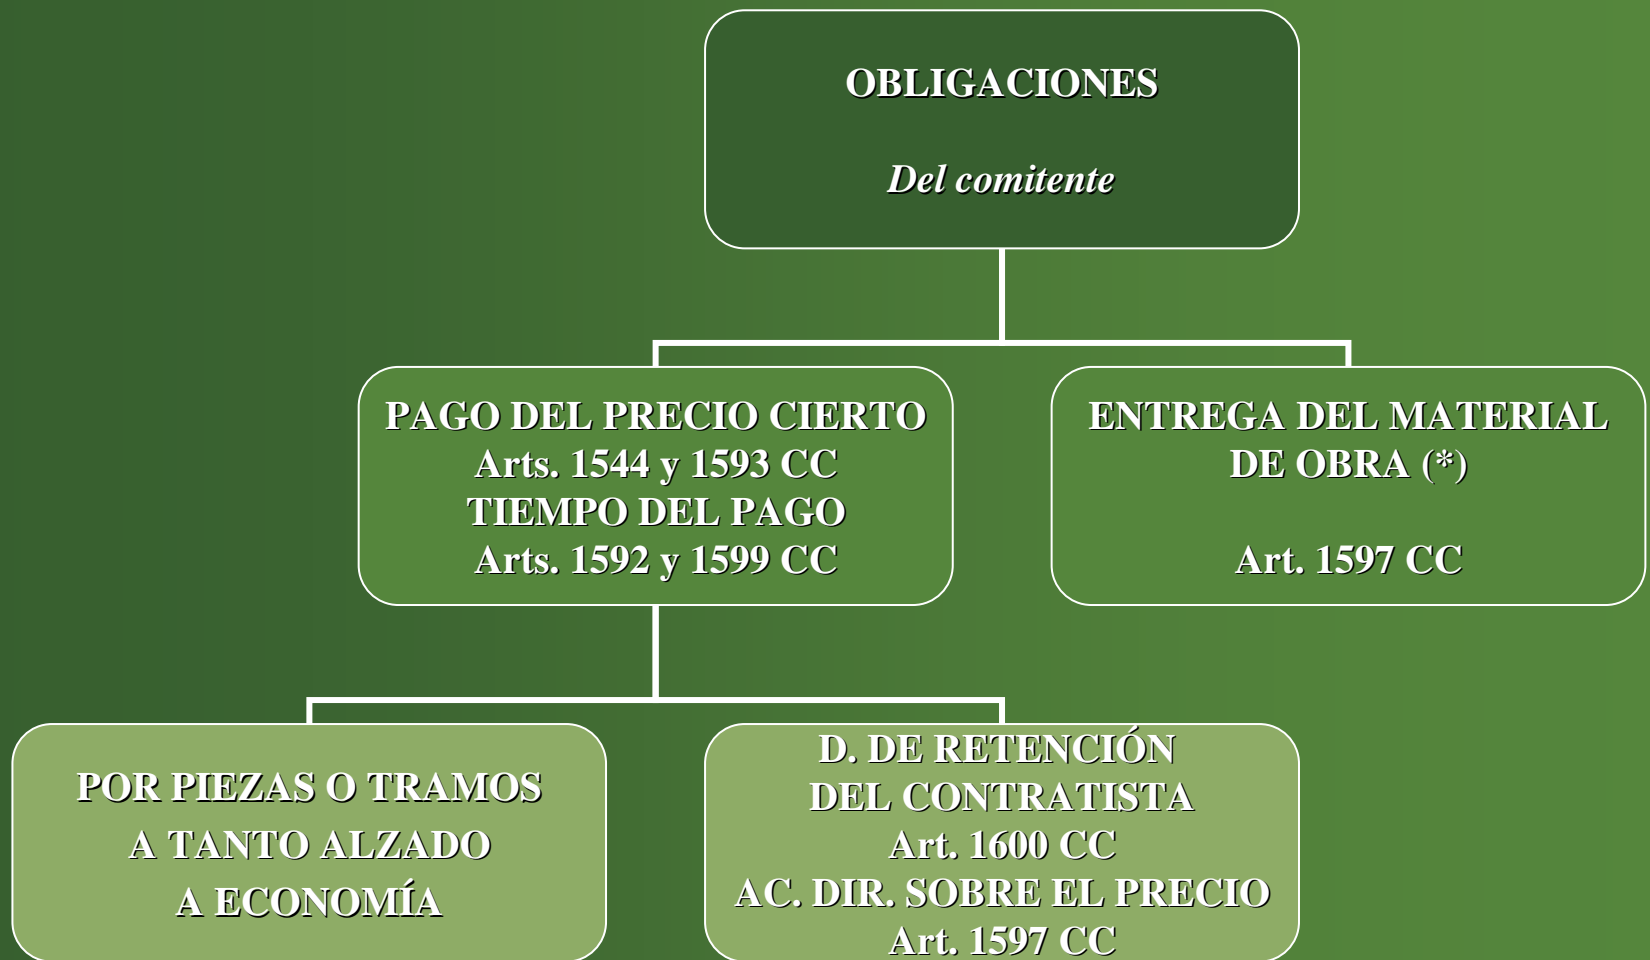 OBLIGACIONES
Del comitente
PAGO DEL PRECIO CIERTO
Arts. 1544 y 1593 CC
TIEMPO DEL PAGO
Arts. 1592 y 1599 CC
ENTREGA DEL MATERIAL
DE OBRA (*)
Art. 1597 CC
POR PIEZAS O TRAMOS
A TANTO ALZADO
A ECONOMÍA
D. DE RETENCIÓN
DEL CONTRATISTA
Art. 1600 CC
AC. DIR. SOBRE EL PRECIO
Art. 1597 CC